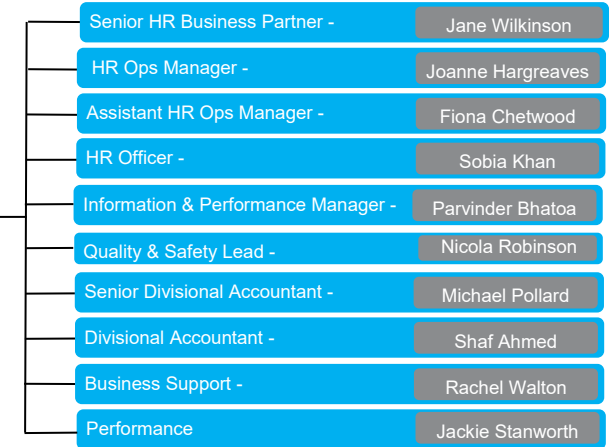 Senior HR Business Partner - Jane Wilkinson
HR Ops Manager - Joanne Hargreaves
Assistant HR Ops Manager - Fiona Chetwood
HR Officer - Sobia Khan
Information & Performance Manager - Parvinder Bhatoa
Quality & Safety Lead - Nicola Robinson
Senior Divisional Accountant - Michael Pollard
Divisional Accountant - Shaf Ahmed
Business Support - Rachel Walton
Performance Jackie Stanworth